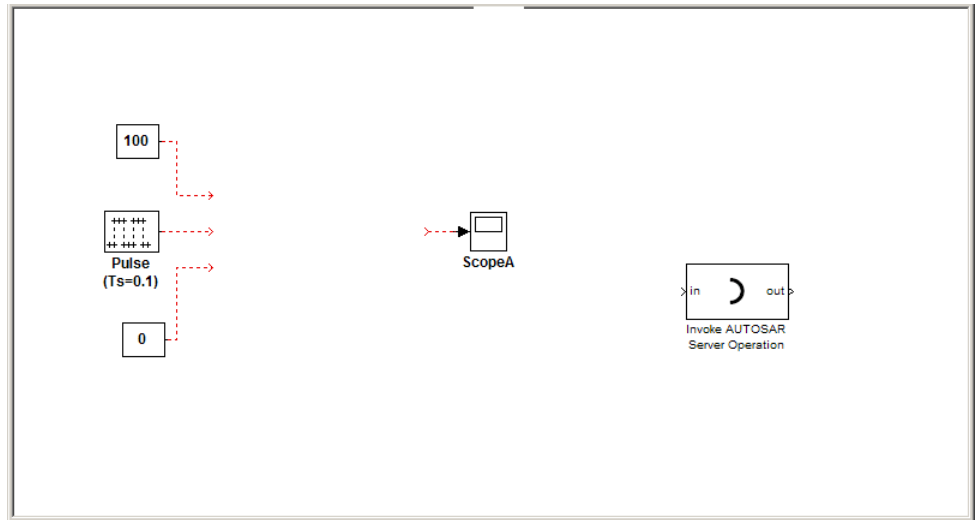 100
Pulse
(Ts=0.1)
0
ScopeA
in
out
Invoke AUTOSAR
Server Operation